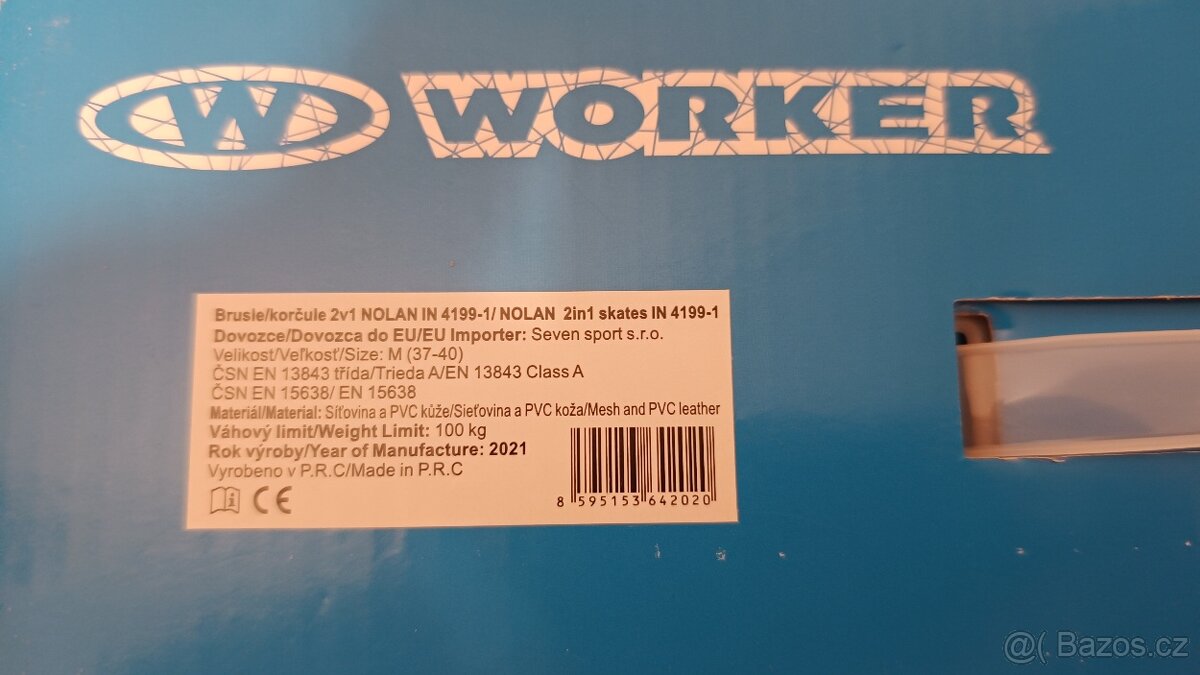 W WORKER
Brusle/korčule 2v1 NOLAN IN 4199-1/ NOLAN 2in1 skates IN 4199-1
Dovozce/Dovozca do EU/EU Importer: Seven sport s.r.o.
Velikost/Veľkosť/Size: M (37-40)
ČSN EN 13843 třída/Trieda A/EN 13843 Class A
ČSN EN 15638/ EN 15638
Materiál/Material: Síťovina a PVC kůže/Sieťovina a PVC koža/Mesh and PVC leather
Váhový limit/Weight Limit: 100 kg
Rok výroby/Year of Manufacture: 2021
Vyrobeno v P.R.C/Made in P.R.C
CE
8 595153 642020
@( Bazos.cz